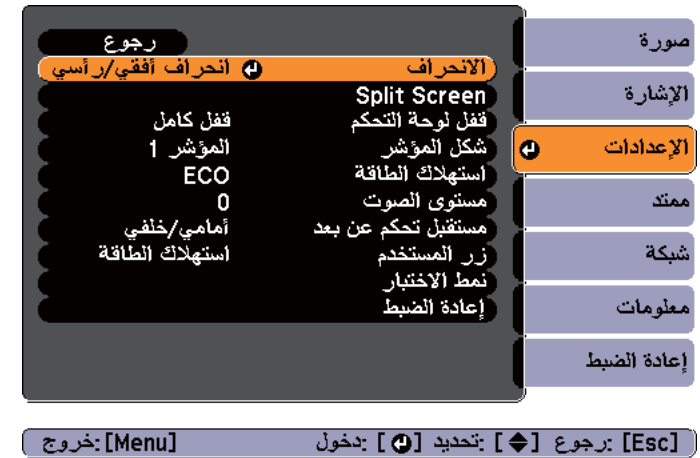 رجوع
الانحراف انحراف أفقي/رأسي
Split Screen
قفل لوحة التحكم قفل كامل
شكل المؤشر المؤشر 1
استهلاك الطاقة ECO
مستوى الصوت 0
مستقبل تحكم عن بعد أمامي/خلفي
زر المستخدم استهلاك الطاقة
نمط الاختبار
إعادة الضبط
صورة
الإشارة
الإعدادات
ممتد
شبكة
معلومات
إعادة الضبط
[Esc] :رجوع [ ] :تحديد [ ] :دخول [Menu] :خروج